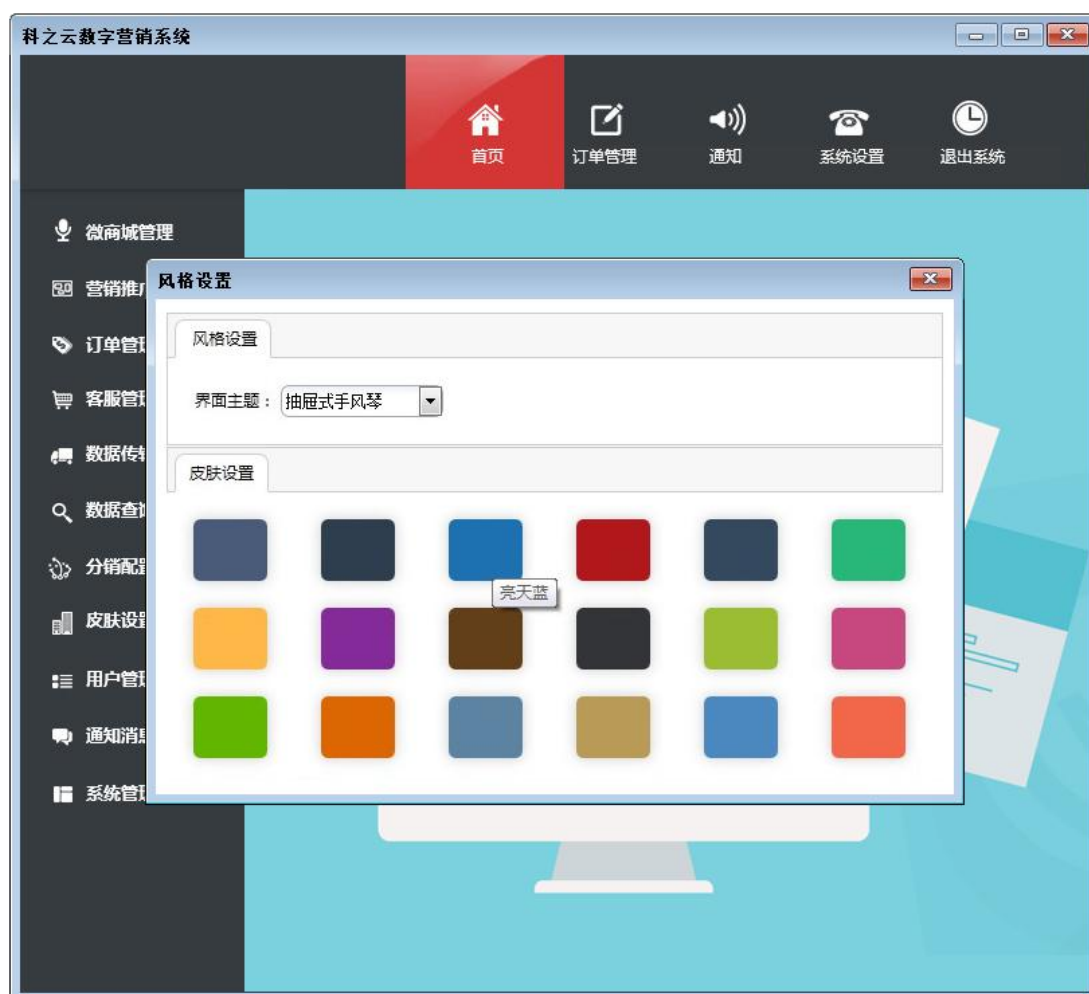 科之云数字营销系统
首页
订单管理
通知
系统设置
退出系统
微商城管理
营销推
订单管
客服管
数据传
数据查
分销配
皮肤设
用户管
通知消
系统管
风格设置
风格设置
界面主题：
抽屉式手风琴
皮肤设置
亮天蓝